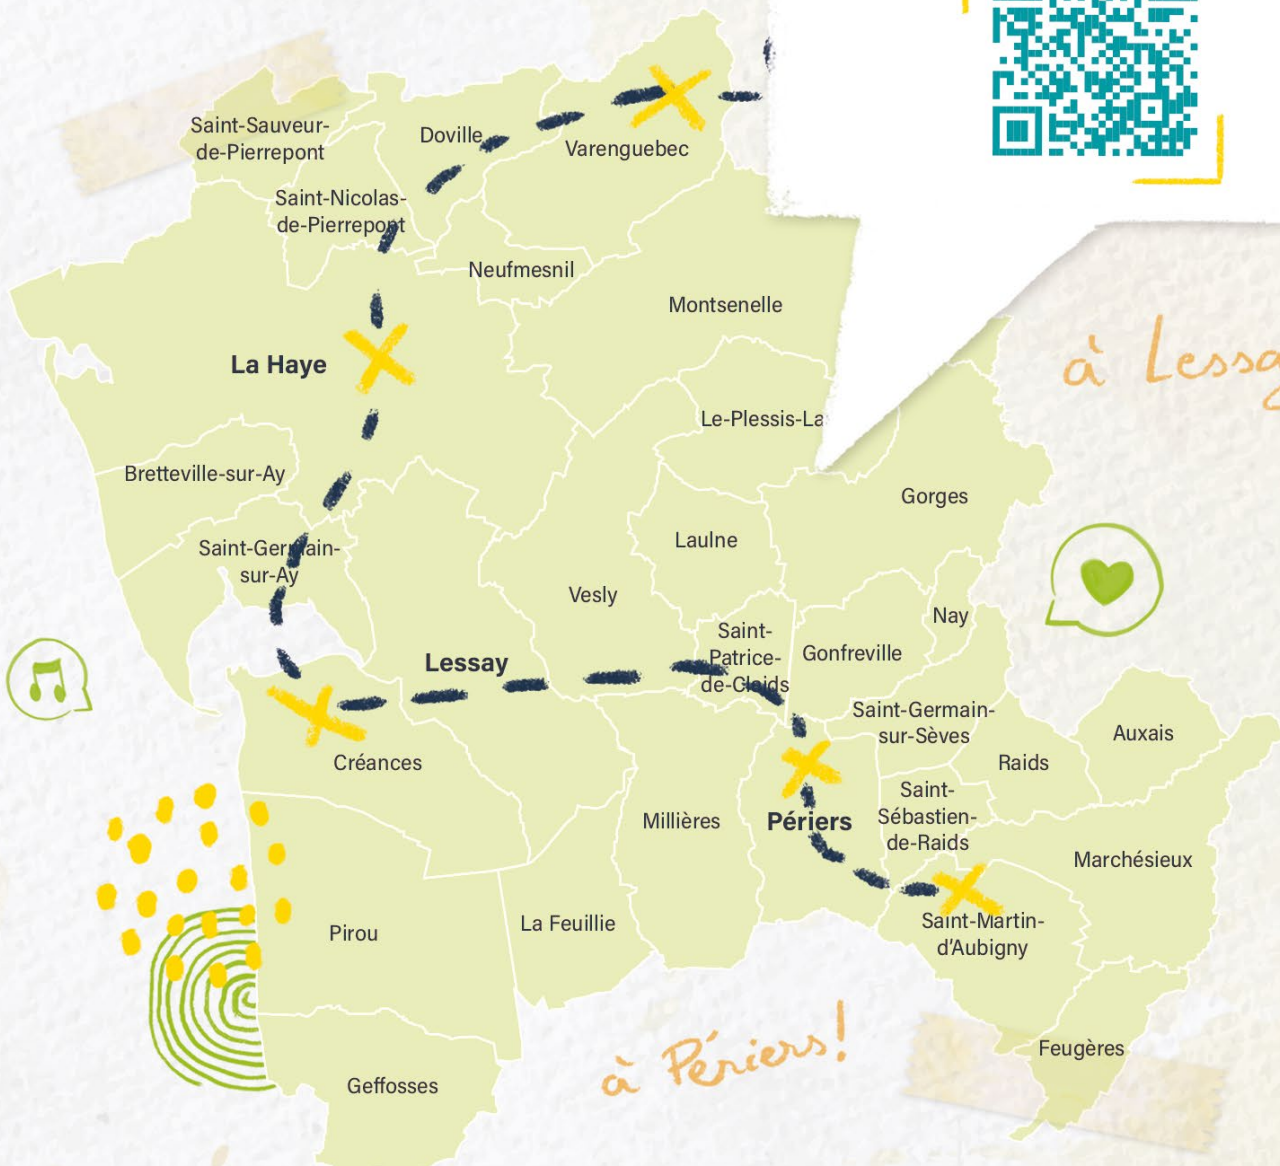 Saint-Sauveur-
de-Pierrepont
Doville
Varenguebec
Saint-Nicolas-
de-Pierrepont
Neufmesnil
Montsenelle
à Lessa
La Haye
Le-Plessis-La
Bretteville-sur-Ay
Gorges
Laulne
Saint-Germain-
sur-Ay
Vesly
Nay
Saint-
Patrice-
de-Claids
Gonfreville
Lessay
Saint-Germain-
sur-Sèves
Auxais
Raids
Créances
Saint-
Sébastien-
de-Raids
Millières
Périers
Marchésieux
La Feuillie
Saint-Martin-
d'Aubigny
Pirou
Feugères
à Périers!
Geffosses